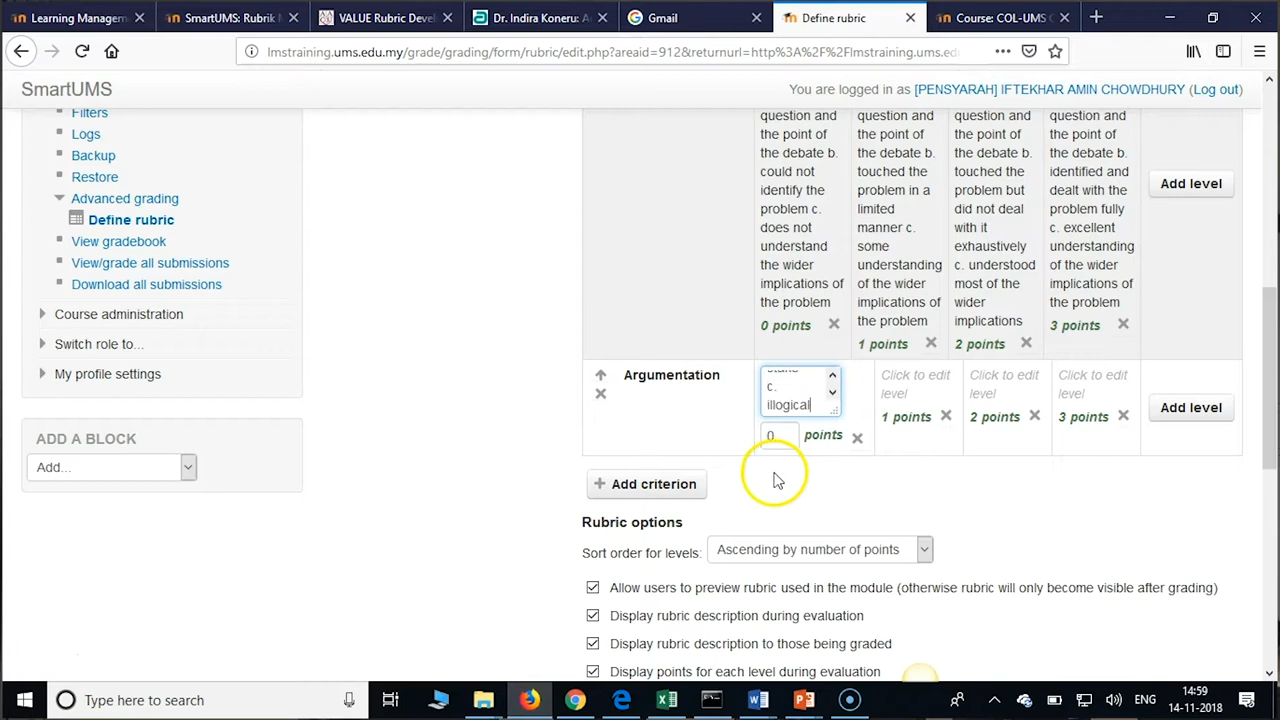 Learning Managem
SmartUMS: Rubrik M
VALUE Rubric Devel
Dr. Indira Koneru: A
Gmail
Define rubric
Course: COL-UMS C
lmstraining.ums.edu.my/grade/grading/form/rubric/edit.php?areaid=912&returnurl=http%3A%2F%2Flmstraining.ums.edu
SmartUMS
You are logged in as [PENSYARAH] IFTEKHAR AMIN CHOWDHURY (Log out)
Filters
Logs
Backup
Restore
Advanced grading
Define rubric
View gradebook
View/grade all submissions
Download all submissions
Course administration
Switch role to...
My profile settings
ADD A BLOCK
Add...
question and
the point of
the debate b.
could not
identify the
problem c.
does not
understand
the wider
implications of
the problem
0 points
question and
the point of
the debate b.
touched the
problem in a
limited
manner c.
some
understanding
of the wider
implications of
the problem
1 points
question and
the point of
the debate b.
touched the
problem but
did not deal
with it
exhaustively
c. understood
most of the
wider
implications
2 points
question and
the point of
the debate b.
identified and
dealt with the
problem fully
c. excellent
understanding
of the wider
implications of
the problem
3 points
Add level
Argumentation
c.
illogical
0 points
Click to edit
level
1 points
Click to edit
level
2 points
Click to edit
level
3 points
Add level
+ Add criterion
Rubric options
Sort order for levels: Ascending by number of points
Allow users to preview rubric used in the module (otherwise rubric will only become visible after grading)
Display rubric description during evaluation
Display rubric description to those being graded
Display points for each level during evaluation
Type here to search
ENG
14:59
14-11-2018